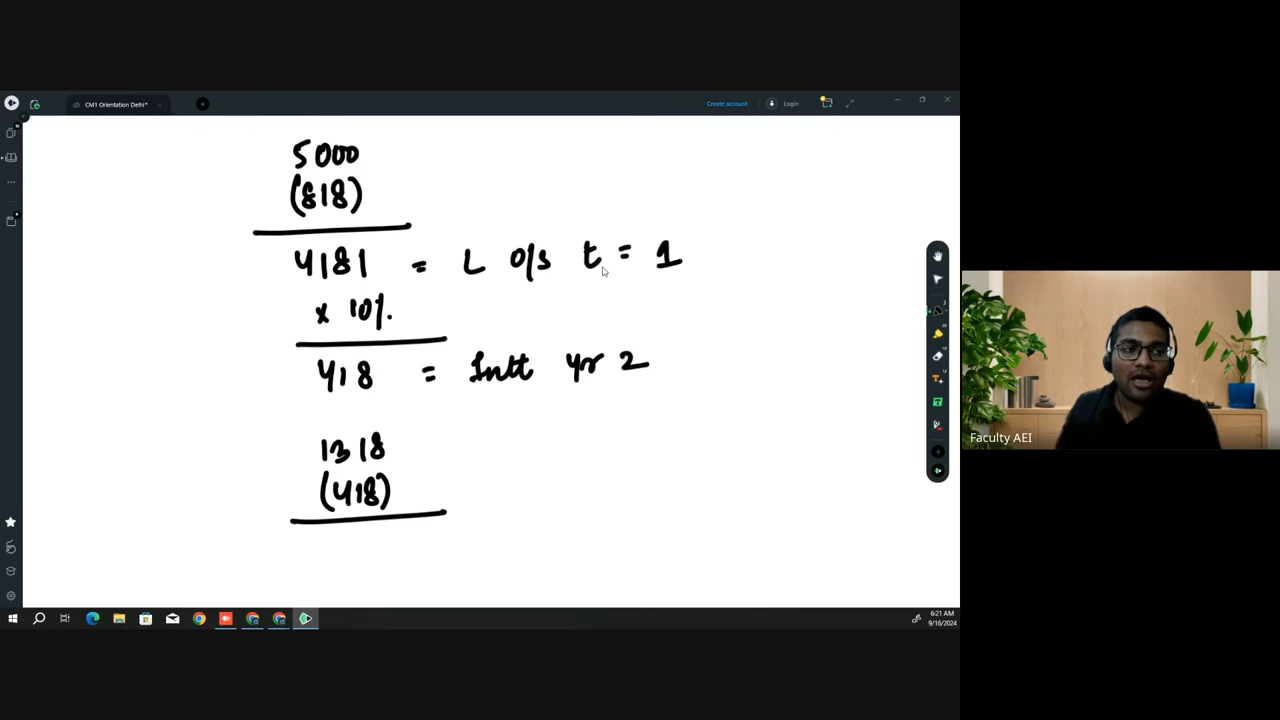 CM1 Orientation Delhi*
Create account
Login
5000
(818)
4181 = L o/s t = 1
x 10%.
418 = Intt yr 2
1318
(418)
Faculty AEI
6:21 AM
9/16/2024